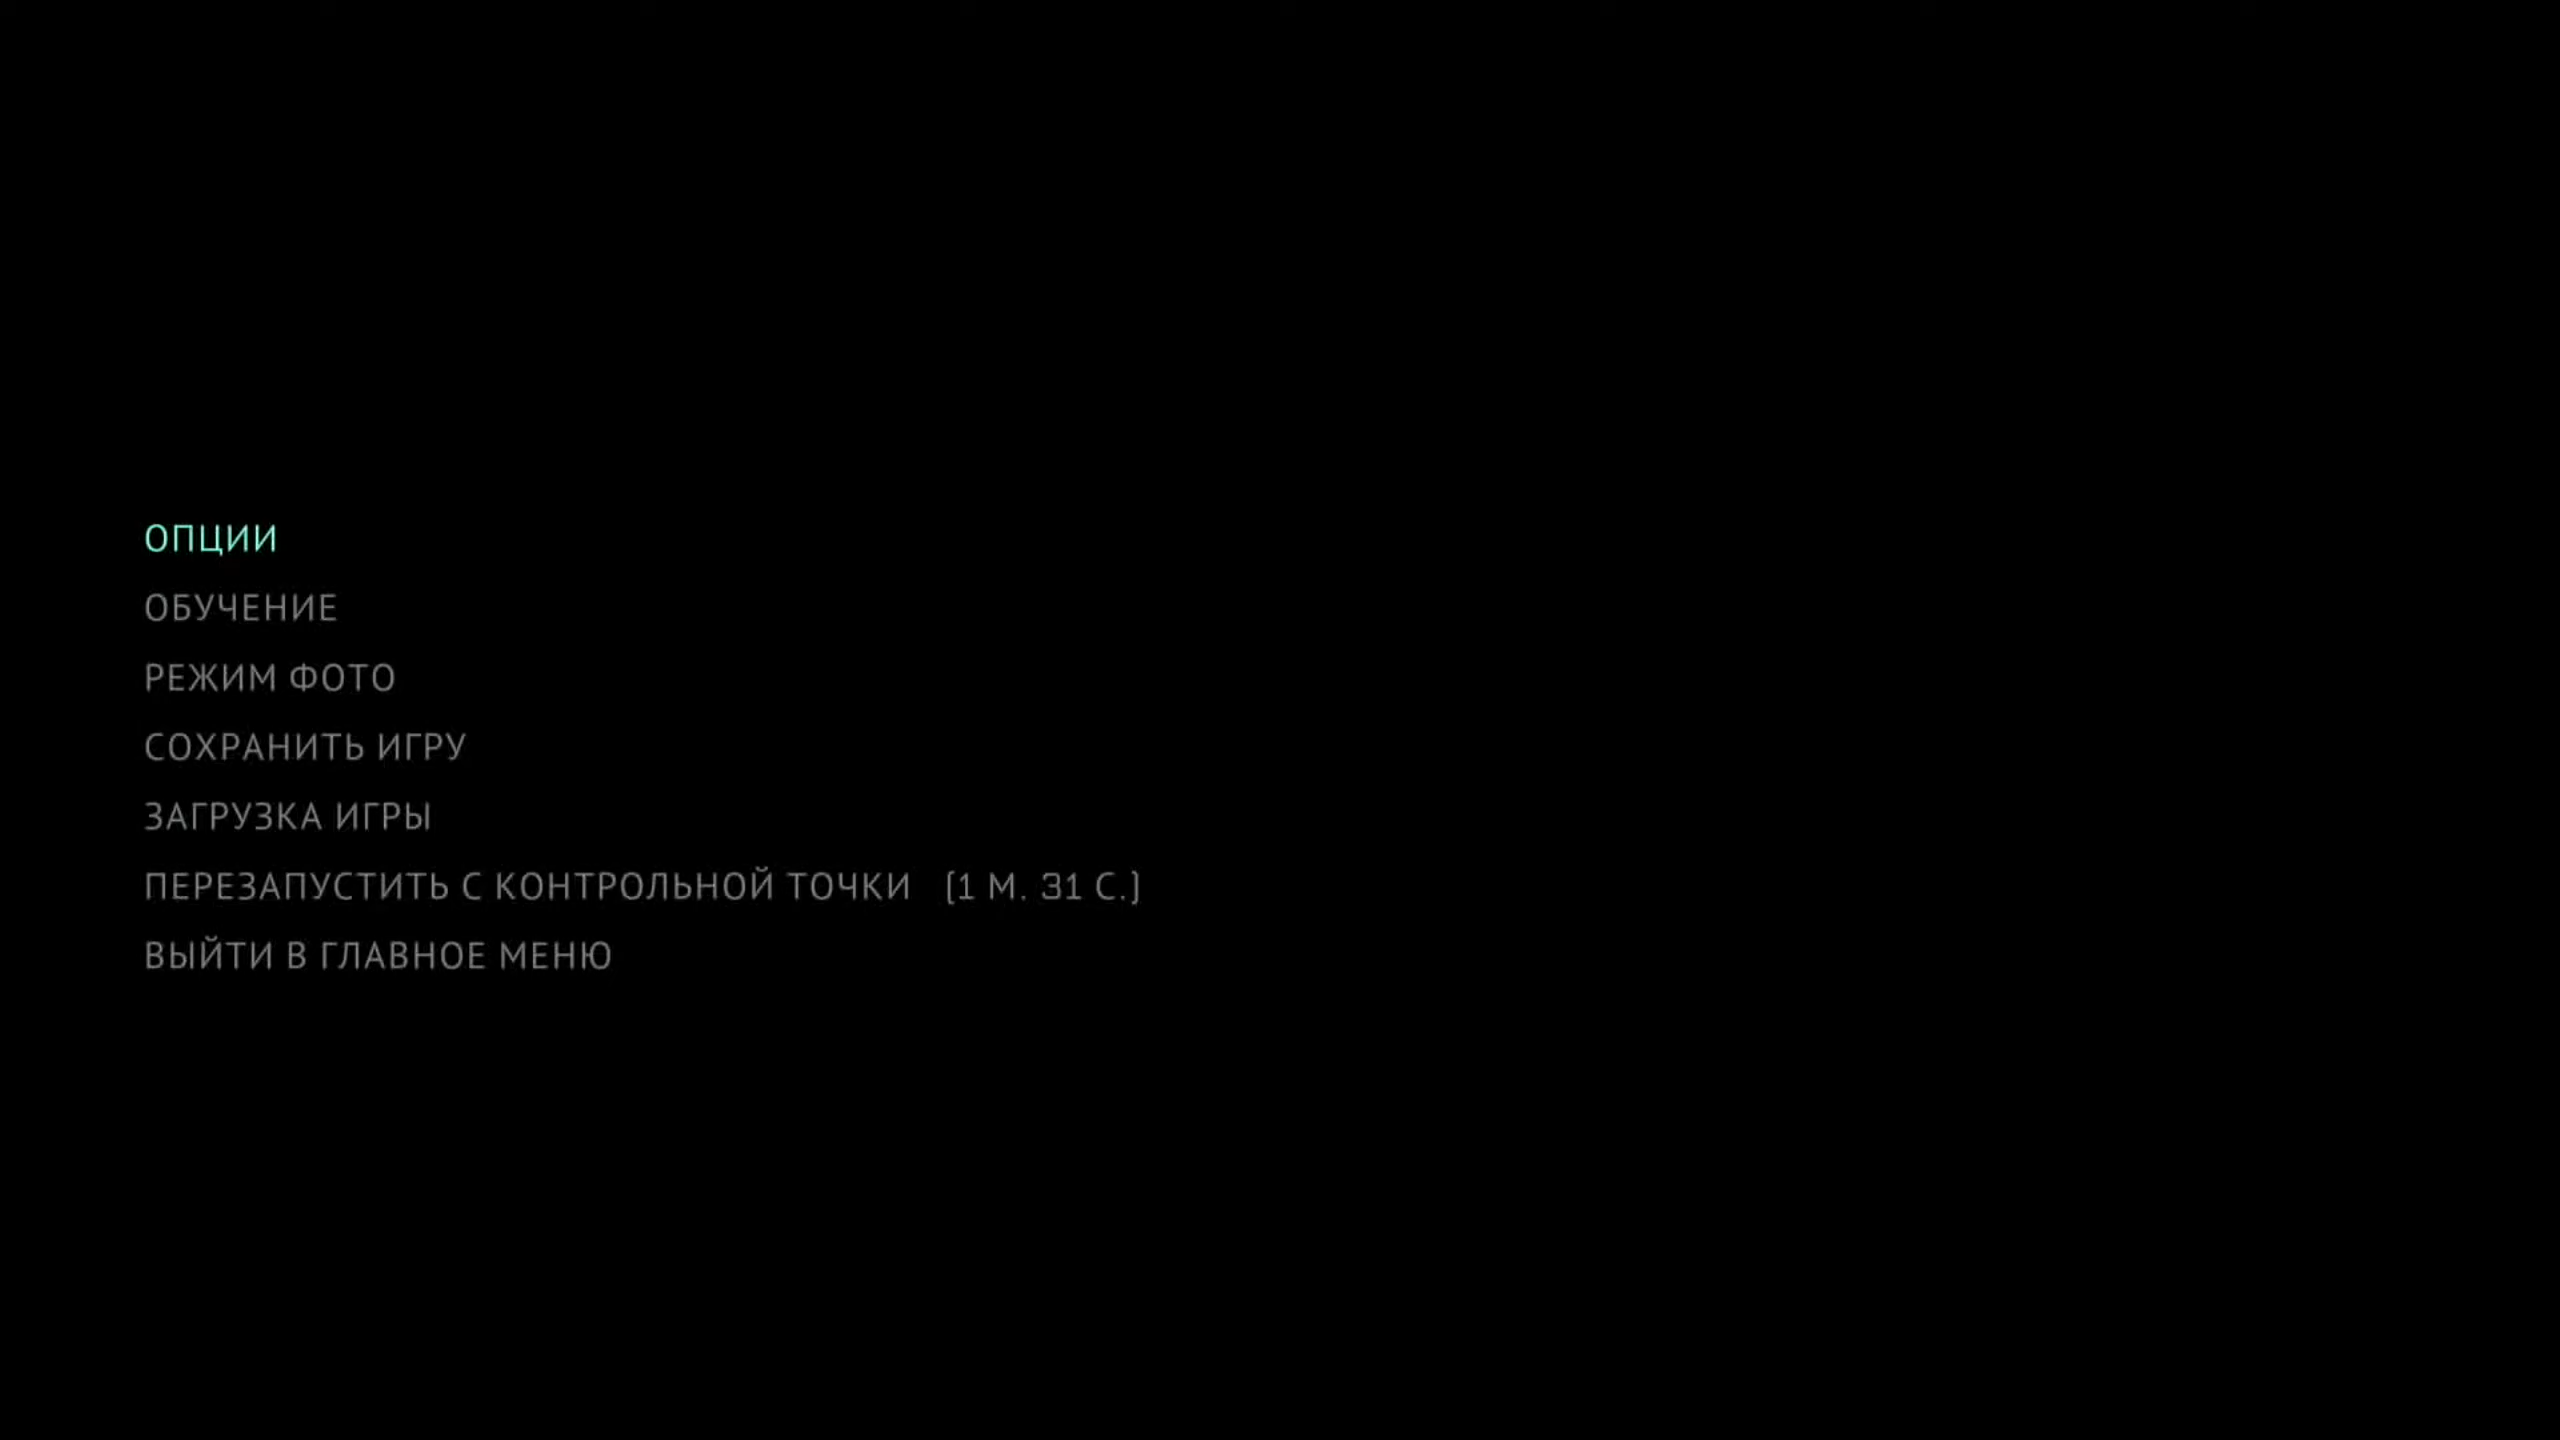 ОПЦИИ
ОБУЧЕНИЕ
РЕЖИМ ФОТО
СОХРАНИТЬ ИГРУ
ЗАГРУЗКА ИГРЫ
ПЕРЕЗАПУСТИТЬ С КОНТРОЛЬНОЙ ТОЧКИ (1 М. 31 С.)
ВЫЙТИ В ГЛАВНОЕ МЕНЮ